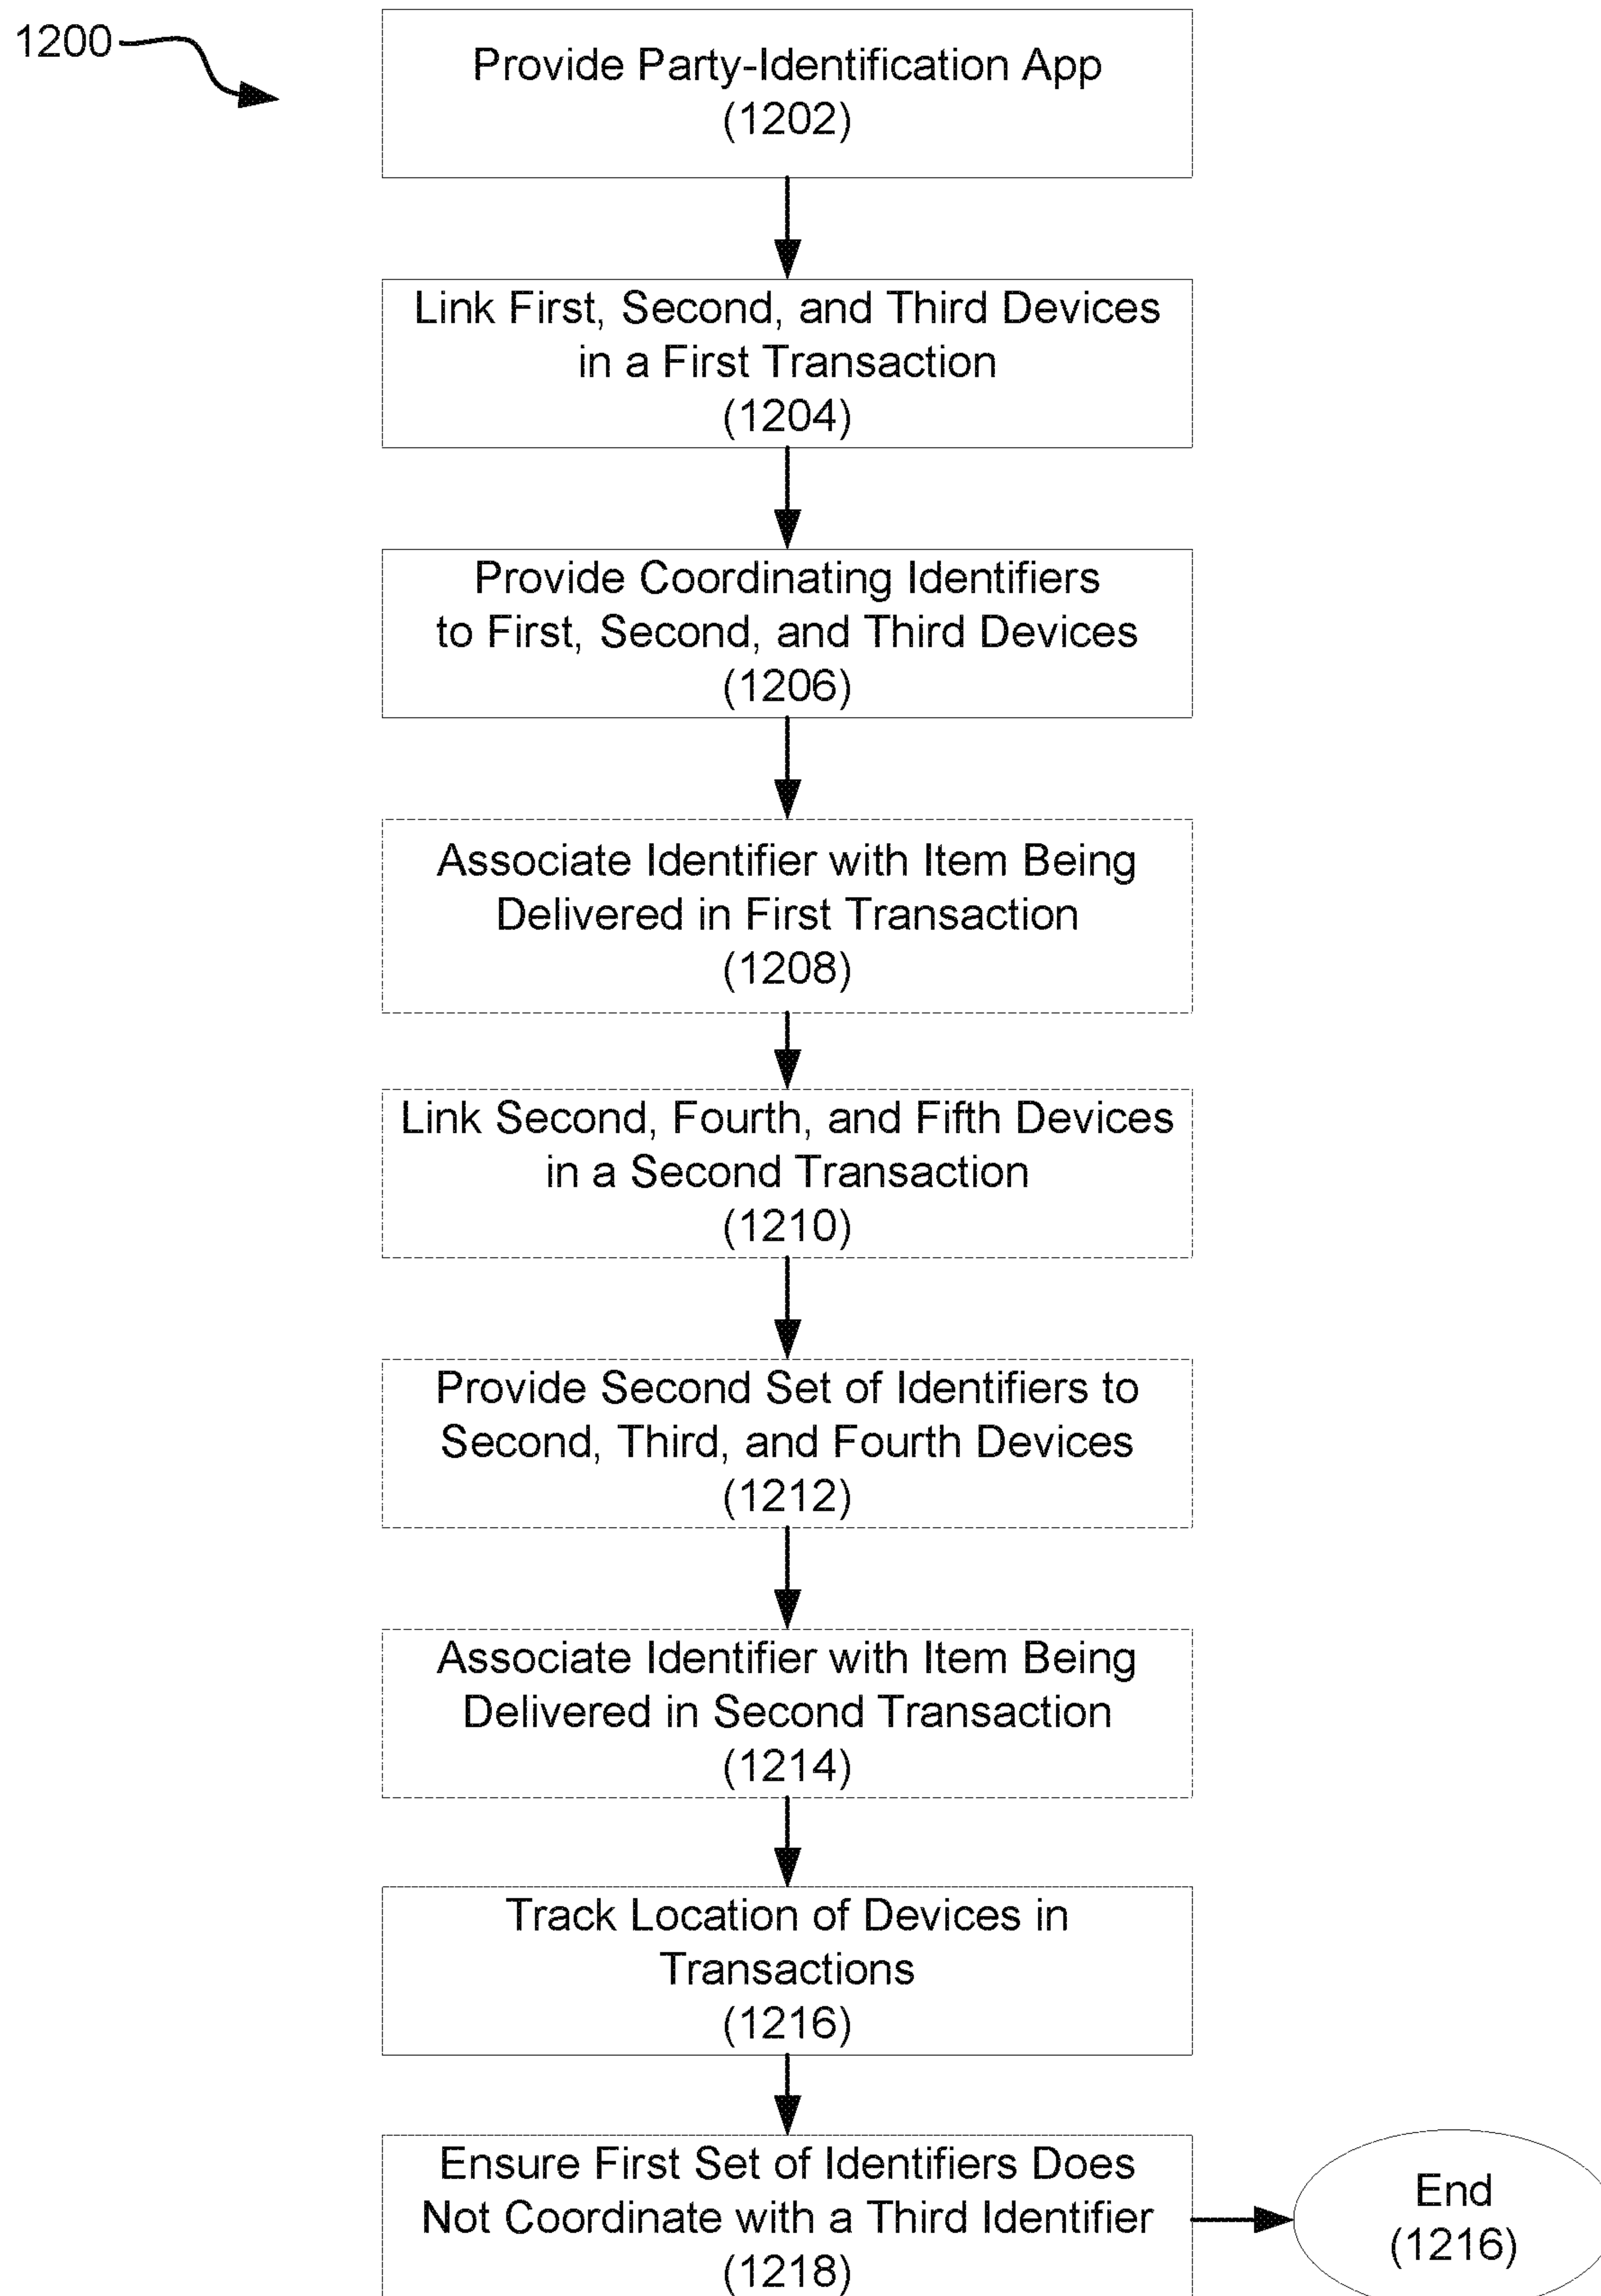 1200
Provide Party-Identification App
(1202)
Link First, Second, and Third Devices
in a First Transaction
(1204)
Provide Coordinating Identifiers
to First, Second, and Third Devices
(1206)
Associate Identifier with Item Being
Delivered in First Transaction
(1208)
Link Second, Fourth, and Fifth Devices
in a Second Transaction
(1210)
Provide Second Set of Identifiers to
Second, Third, and Fourth Devices
(1212)
Associate Identifier with Item Being
Delivered in Second Transaction
(1214)
Track Location of Devices in
Transactions
(1216)
Ensure First Set of Identifiers Does
Not Coordinate with a Third Identifier
(1218)
End
(1216)